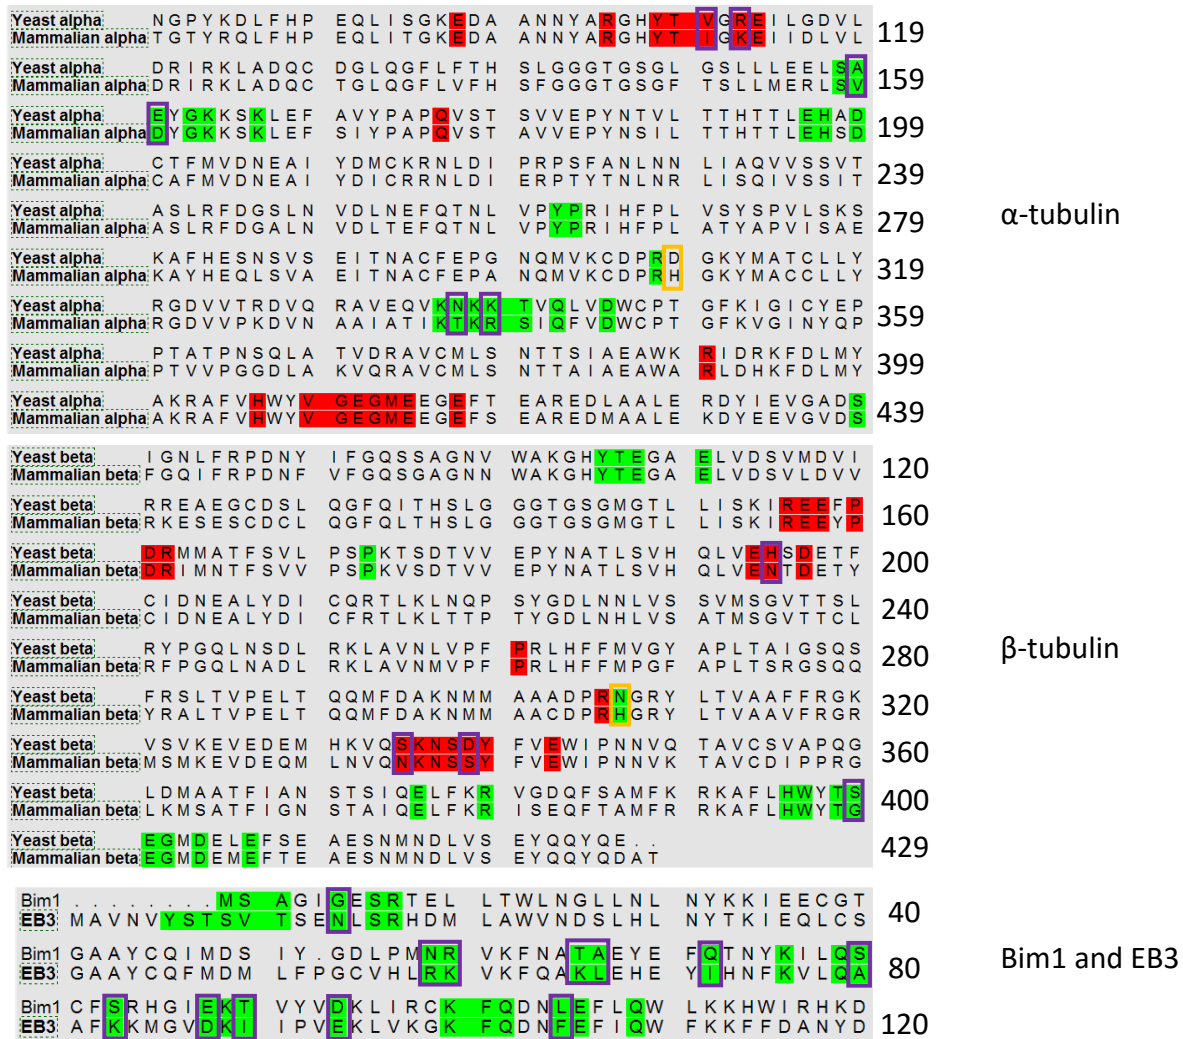 Yeast alpha NGPYKDLFHP EQLISGKEDA ANNYARGHYT VGREILGDVL
Mammalian alpha TGTYRQLFHP EQLITGKEDA ANNYARGHYT IGKEIIDLVL 119
Yeast alpha DRIRKLADQC DGLQGFLFTH SLGGGTGSGL GSLLLEELSA
Mammalian alpha DRIRKLADQC TGLQGFLVFH SFGGGTGSGF TSLLMERLSV 159
Yeast alpha EYGKKSKLEF AVYPAPQVST SVVEPYNTVL TTHTTLEHAD
Mammalian alpha DYGKKSKLEF SIYPAPQVST AVVEPYNSIL TTHTTLEHSD 199
Yeast alpha CTFMVDNEAI YDMCKRNLDI PRPSFANLNN LIAQVVSSVT
Mammalian alpha CAFMVDNEAI YDICRRNLDI ERPTYTNLNR LISQIVSSIT 239
Yeast alpha ASLRFDGSLN VDLNEFQTNL VPYPRIHFPL VSYSPVLSKS
Mammalian alpha ASLRFDGALN VDLTEFQTNL VPYPRIHFPL ATYAPVISAE 279
α-tubulin
Yeast alpha KAFHESNSVS EITNACFEPG NQMVKCDPRD GKYMATCLLY
Mammalian alpha KAYHEQLSVA EITNACFEPA NQMVKCDPRH GKYMACCLLY 319
Yeast alpha RGDVVTRDVQ RAVEQVKNKK TVQLVDWCPT GFKIGICYEP
Mammalian alpha RGDVVPKDVN AAIATIKTKR SIQFVDWCPT GFKVGINYQP 359
Yeast alpha PTATPNSQLA TVDRAVCMLS NTTSIAEAWK RIDRKFDLMY
Mammalian alpha PTVVPGGDLA KVQRAVCMLS NTTAIAEAWA RLDHKFDLMY 399
Yeast alpha AKRAFVHWYV GEGMEEGEFT EAREDLAALE RDYIEVGADS
Mammalian alpha AKRAFVHWYV GEGMEEGEFS EAREDMAALE KDYEEVGVDS 439
Yeast beta IGNLFRPDNY IFGQSSAGNV WAKGHYTEGA ELVDSVMDVI
Mammalian beta FGQIFRPDNF VFGQSGAGNN WAKGHYTEGA ELVDSVLDVV 120
Yeast beta RREAEGCDSL QGFQITHSLG GGTGSGMGTL LISKIREEFP
Mammalian beta RKESESCDCL QGFQLTHSLG GGTGSGMGTL LISKIREEYP 160
Yeast beta DRMMATFSVL PSPKTSDTVV EPYNATLSVH QLVEHSDETF
Mammalian beta DRIMNTFSVV PSPKVSDTVV EPYNATLSVH QLVENTDETY 200
Yeast beta CIDNEALYDI CQRTLKLNQP SYGDLNNLVS SVMSGVTTSL
Mammalian beta CIDNEALYDI CFRTLKLTTP TYGDLNHLVS ATMSGVTTCL 240
Yeast beta RYPGQLNSDL RKLAVNLVPF PRLHFFMVGY APLTAIGSQS
Mammalian beta RFPGQLNADL RKLAVNMVPF PRLHFFMPGF APLTSRGSQQ 280
β-tubulin
Yeast beta FRSLTVPELT QQMFDAKNMM AAADPRNGRY LTVAAFFRGK
Mammalian beta YRALTVPELT QQMFDAKNMM AACDPRHGRY LTVAAVFRGR 320
Yeast beta VSVKEVEDEM HKVQSKNSDY FVEWIPNNVQ TAVCSVAPQG
Mammalian beta MSMKEVDEQM LNVQNKNSSY FVEWIPNNVK TAVCDIPPRG 360
Yeast beta LDMAATFIAN STSIQELFKR VGDQFSAMFK RKAFLHWYTS
Mammalian beta LKMSATFIGN STAIQELFKR ISEQFTAMFR RKAFLHWYTG 400
Yeast beta EGMDELEFSE AESNMNDLVS EYQQYQE..
Mammalian beta EGMDEMEFTE AESNMNDLVS EYQQYQDAT 429
Bim1 ........MS AGIGESRTEL LTWLNGLLNL NYKKIEECGT
EB3 MAVNVYSTSV TSENLSRHDM LAWVNDSLHL NYTKIEQLCS 40
Bim1 GAAYCQIMDS IY.GDLPMNR VKFNATAEYE FQTNYKILQS
EB3 GAAYCQFMDM LFPGCVHLRK VKFQAKLEHE YIHNFKVLQA 80
Bim1 and EB3
Bim1 CFSRHGIEKT VYVDKLIRCK FQDNLEFLQW LKKHWIRHKD
EB3 AFKKMGVDKI IPVEKLVKGK FQDNFEFIQW FKKFFDANYD 120